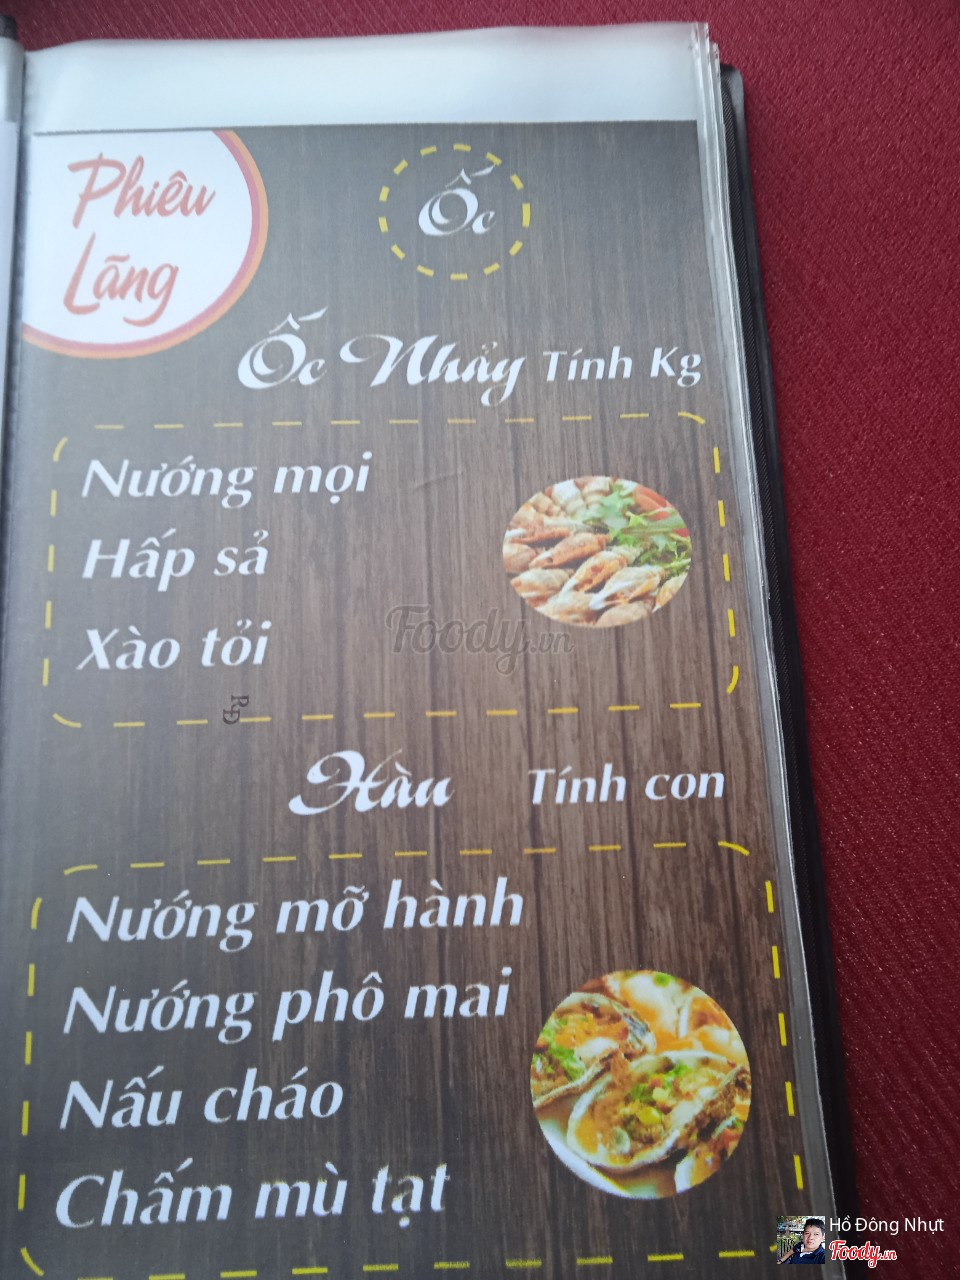 Phiêu
Lãng
Ốc
Ốc Nhảy Tính Kg
Nướng mọi
Hấp sả
Xào tỏi
Foody.vn
Hàu Tính con
Nướng mỡ hành
Nướng phô mai
Nấu cháo
Chấm mù tạt
Hồ Đông Nhựt
Foody.vn